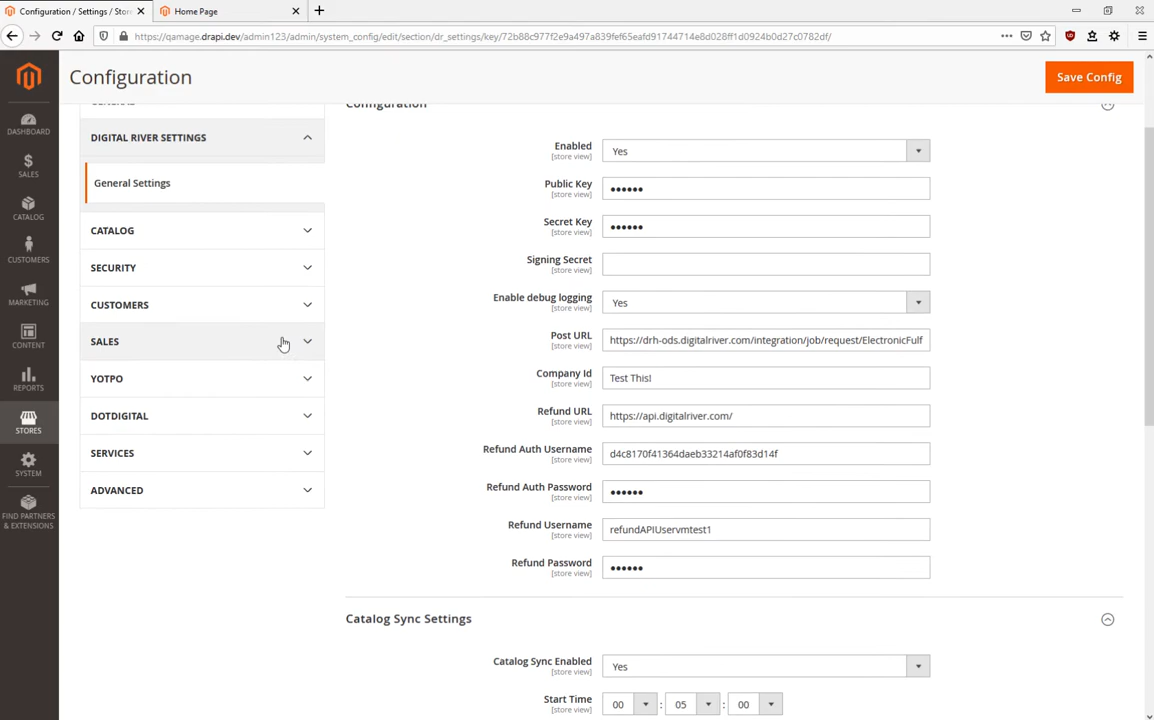 Configuration / Settings / Stor
Home Page
https://qamage.drapi.dev/admin123/admin/system_config/edit/section/dr_settings/key/72b88c977f2e9a497a839fef65eafd91744714e8d028ff1d0924b0d27c0782df/
Configuration
Save Config
DASHBOARD
SALES
CATALOG
CUSTOMERS
MARKETING
CONTENT
REPORTS
STORES
SYSTEM
FIND PARTNERS
& EXTENSIONS
DIGITAL RIVER SETTINGS
General Settings
CATALOG
SECURITY
CUSTOMERS
SALES
YOTPO
DOTDIGITAL
SERVICES
ADVANCED
Configuration
Enabled
[store view]
Yes
Public Key
[store view]
••••••
Secret Key
[store view]
••••••
Signing Secret
[store view]
Enable debug logging
[store view]
Yes
Post URL
[store view]
https://drh-ods.digitalriver.com/integration/job/request/ElectronicFulf
Company Id
[store view]
Test This!
Refund URL
[store view]
https://api.digitalriver.com/
Refund Auth Username
[store view]
d4c8170f41364daeb33214af0f83d14f
Refund Auth Password
[store view]
••••••
Refund Username
[store view]
refundAPIUservmtest1
Refund Password
[store view]
••••••
Catalog Sync Settings
Catalog Sync Enabled
[store view]
Yes
Start Time
[store view]
00 : 05 : 00